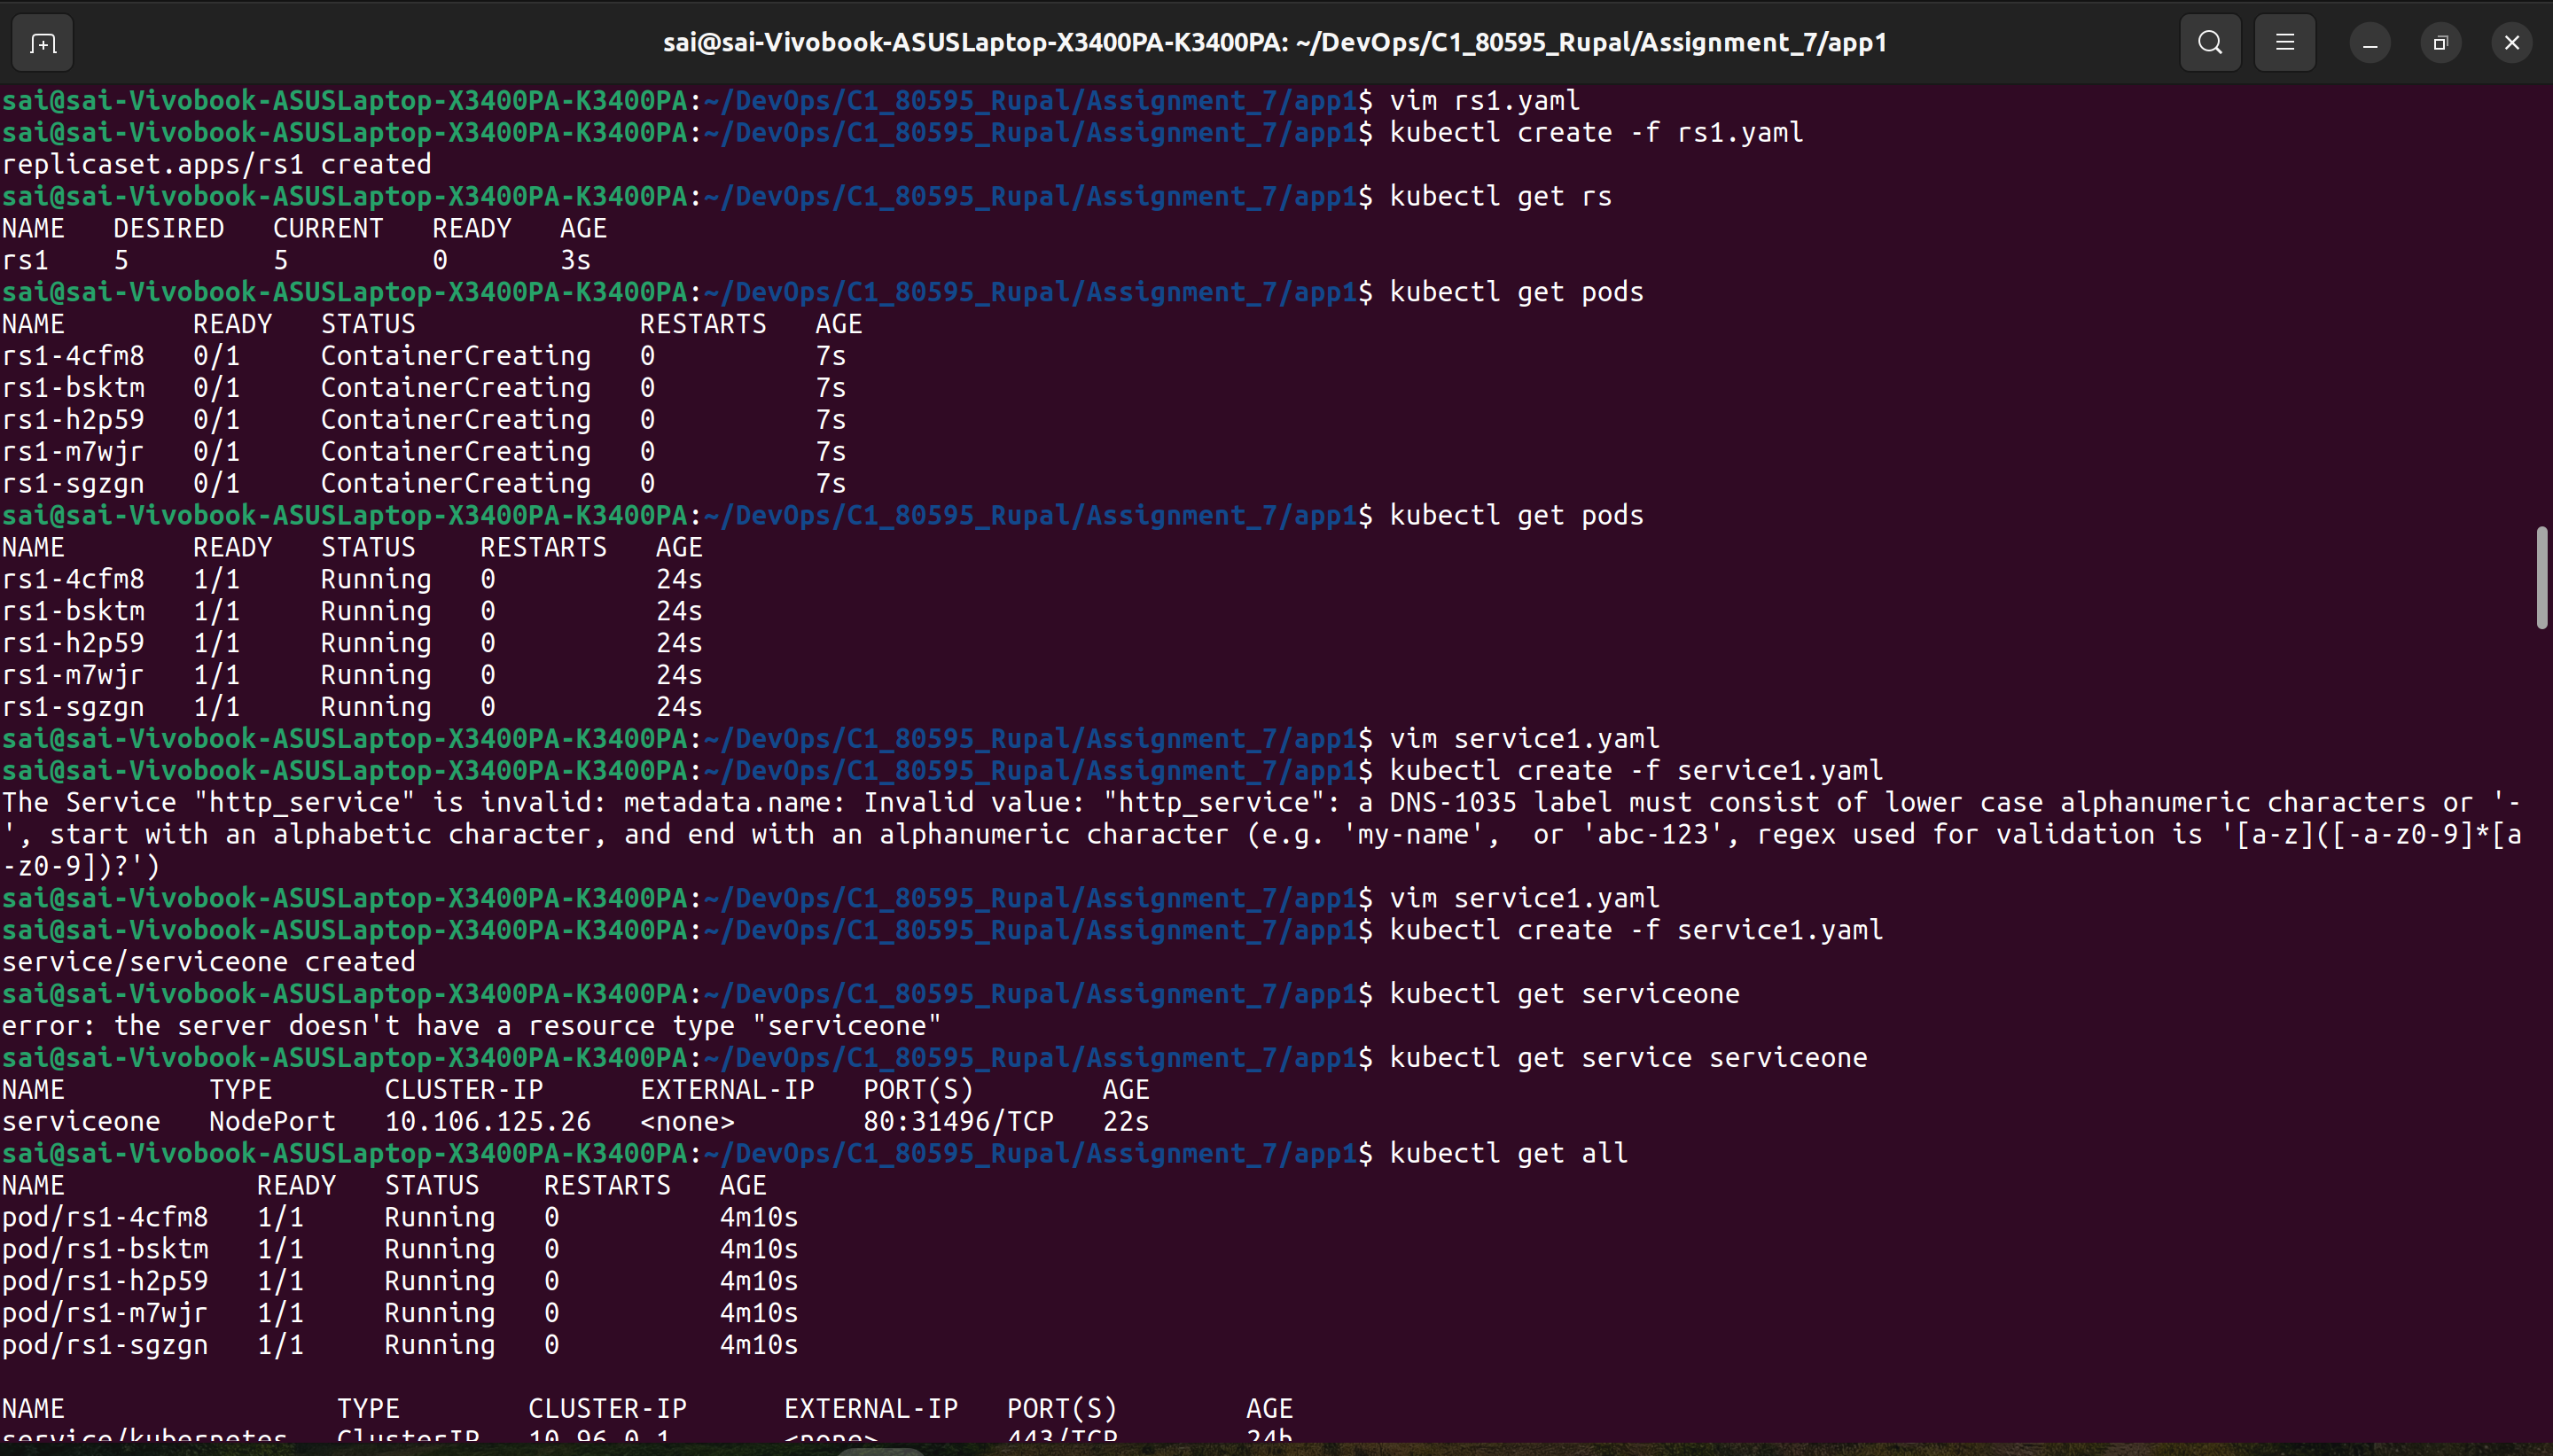 sai@sai-Vivobook-ASUSLaptop-X3400PA-K3400PA: ~/DevOps/C1_80595_Rupal/Assignment_7/app1
sai@sai-Vivobook-ASUSLaptop-X3400PA-K3400PA:~/DevOps/C1_80595_Rupal/Assignment_7/app1$ vim rs1.yaml
sai@sai-Vivobook-ASUSLaptop-X3400PA-K3400PA:~/DevOps/C1_80595_Rupal/Assignment_7/app1$ kubectl create -f rs1.yaml
replicaset.apps/rs1 created
sai@sai-Vivobook-ASUSLaptop-X3400PA-K3400PA:~/DevOps/C1_80595_Rupal/Assignment_7/app1$ kubectl get rs
NAME   DESIRED   CURRENT   READY   AGE
rs1    5         5         0       3s
sai@sai-Vivobook-ASUSLaptop-X3400PA-K3400PA:~/DevOps/C1_80595_Rupal/Assignment_7/app1$ kubectl get pods
NAME        READY   STATUS              RESTARTS   AGE
rs1-4cfm8   0/1     ContainerCreating   0          7s
rs1-bsktm   0/1     ContainerCreating   0          7s
rs1-h2p59   0/1     ContainerCreating   0          7s
rs1-m7wjr   0/1     ContainerCreating   0          7s
rs1-sgzgn   0/1     ContainerCreating   0          7s
sai@sai-Vivobook-ASUSLaptop-X3400PA-K3400PA:~/DevOps/C1_80595_Rupal/Assignment_7/app1$ kubectl get pods
NAME        READY   STATUS    RESTARTS   AGE
rs1-4cfm8   1/1     Running   0          24s
rs1-bsktm   1/1     Running   0          24s
rs1-h2p59   1/1     Running   0          24s
rs1-m7wjr   1/1     Running   0          24s
rs1-sgzgn   1/1     Running   0          24s
sai@sai-Vivobook-ASUSLaptop-X3400PA-K3400PA:~/DevOps/C1_80595_Rupal/Assignment_7/app1$ vim service1.yaml
sai@sai-Vivobook-ASUSLaptop-X3400PA-K3400PA:~/DevOps/C1_80595_Rupal/Assignment_7/app1$ kubectl create -f service1.yaml
The Service "http_service" is invalid: metadata.name: Invalid value: "http_service": a DNS-1035 label must consist of lower case alphanumeric characters or '-
', start with an alphabetic character, and end with an alphanumeric character (e.g. 'my-name',  or 'abc-123', regex used for validation is '[a-z]([-a-z0-9]*[a
-z0-9])?')
sai@sai-Vivobook-ASUSLaptop-X3400PA-K3400PA:~/DevOps/C1_80595_Rupal/Assignment_7/app1$ vim service1.yaml
sai@sai-Vivobook-ASUSLaptop-X3400PA-K3400PA:~/DevOps/C1_80595_Rupal/Assignment_7/app1$ kubectl create -f service1.yaml
service/serviceone created
sai@sai-Vivobook-ASUSLaptop-X3400PA-K3400PA:~/DevOps/C1_80595_Rupal/Assignment_7/app1$ kubectl get serviceone
error: the server doesn't have a resource type "serviceone"
sai@sai-Vivobook-ASUSLaptop-X3400PA-K3400PA:~/DevOps/C1_80595_Rupal/Assignment_7/app1$ kubectl get service serviceone
NAME         TYPE       CLUSTER-IP      EXTERNAL-IP   PORT(S)        AGE
serviceone   NodePort   10.106.125.26   <none>        80:31496/TCP   22s
sai@sai-Vivobook-ASUSLaptop-X3400PA-K3400PA:~/DevOps/C1_80595_Rupal/Assignment_7/app1$ kubectl get all
NAME            READY   STATUS    RESTARTS   AGE
pod/rs1-4cfm8   1/1     Running   0          4m10s
pod/rs1-bsktm   1/1     Running   0          4m10s
pod/rs1-h2p59   1/1     Running   0          4m10s
pod/rs1-m7wjr   1/1     Running   0          4m10s
pod/rs1-sgzgn   1/1     Running   0          4m10s
NAME                 TYPE        CLUSTER-IP      EXTERNAL-IP   PORT(S)        AGE
service/kubernetes   ClusterIP   10.96.0.1       <none>        443/TCP        24h